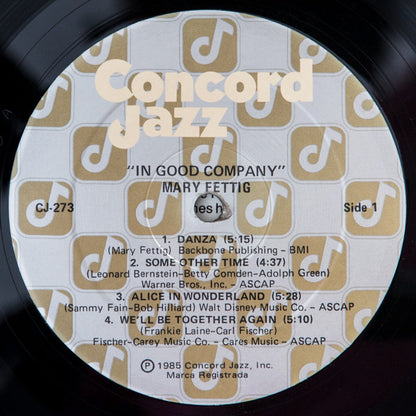 Concord
Jazz
"IN GOOD COMPANY"
MARY FETTIG
CJ-273
Side 1
1. DANZA (5:15)
(Mary Fettig) Backbone Publishing – BMI
2. SOME OTHER TIME (4:37)
(Leonard Bernstein-Betty Comden-Adolph Green)
Warner Bros., Inc. - ASCAP
3. ALICE IN WONDERLAND (5:28)
(Sammy Fain-Bob Hilliard) Walt Disney Music Co. - ASCAP
4. WE'LL BE TOGETHER AGAIN (5:10)
(Frankie Laine-Carl Fischer)
Fischer-Carey Music Co. – Cares Music – ASCAP
Ⓟ 1985 Concord Jazz, Inc.
Marca Registrada